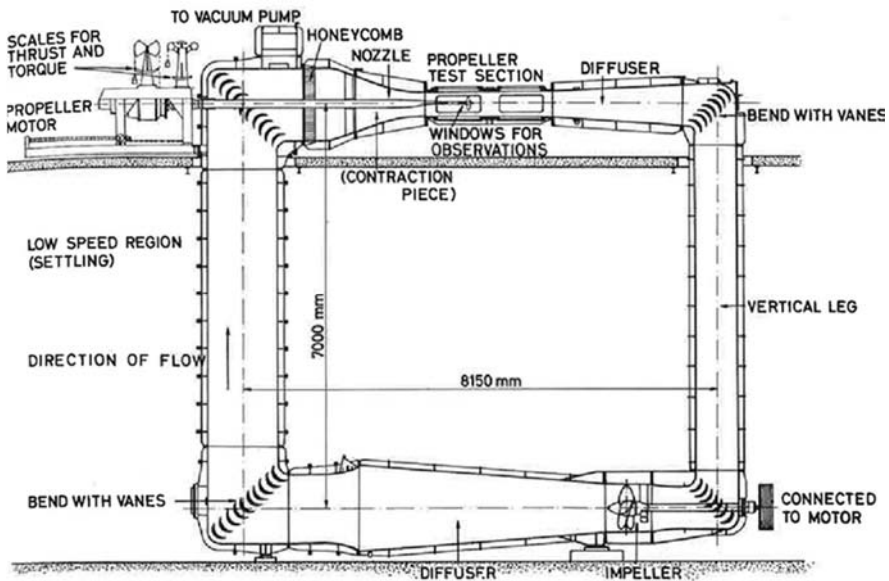 TO VACUUM PUMP
SCALES FOR
THRUST AND
TORQUE
HONEYCOMB
NOZZLE
PROPELLER
TEST SECTION
DIFFUSER
PROPELLER
MOTOR
WINDOWS FOR
OBSERVATIONS
BEND WITH VANES
(CONTRACTION
PIECE)
LOW SPEED REGION
(SETTLING)
7000 mm
VERTICAL LEG
DIRECTION OF FLOW
8150 mm
BEND WITH VANES
CONNECTED
TO MOTOR
DIFFUSER
IMPELLER